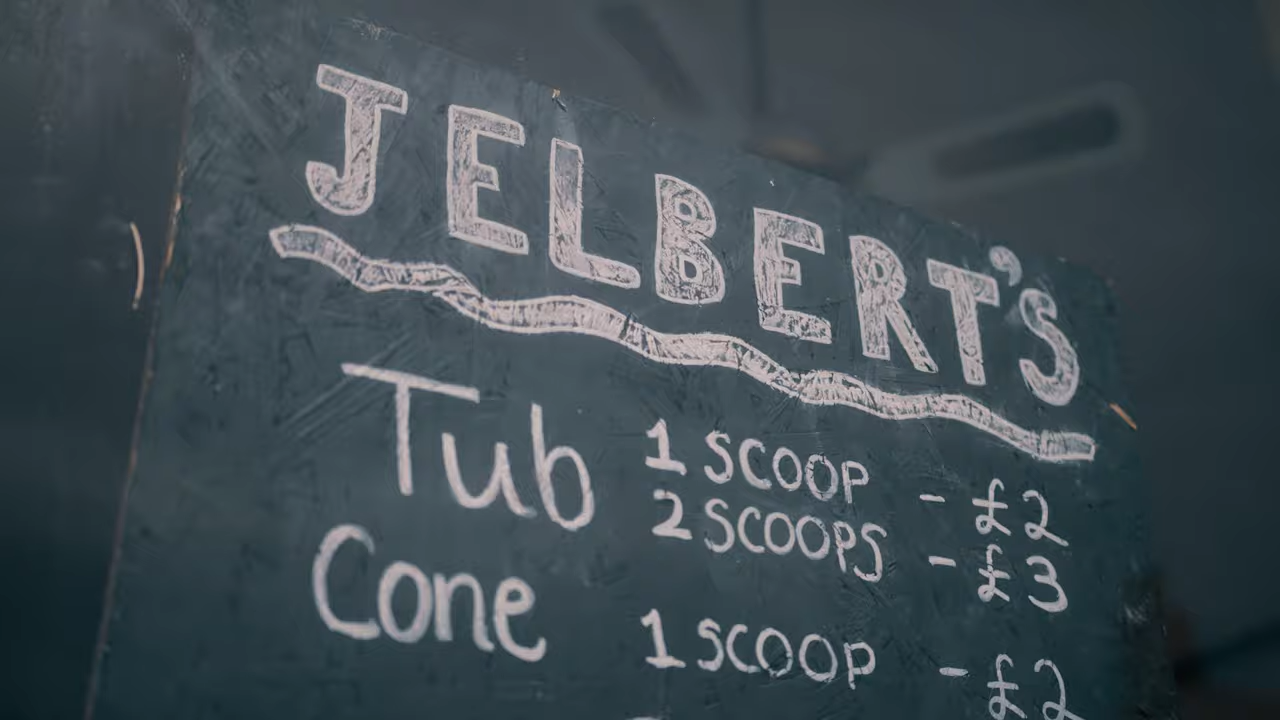 JELBERT'S
Tub 1 SCOOP - £2
2 SCOOPS - £3
Cone 1 SCOOP - £2